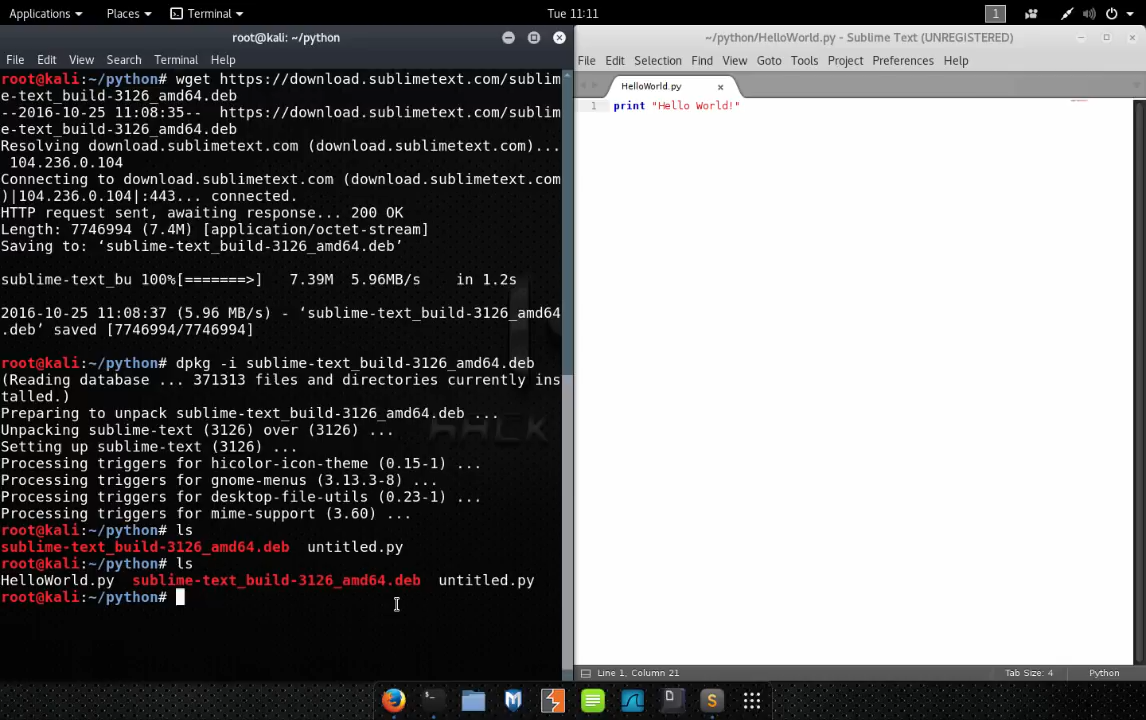 Applications Places Terminal Tue 11:11 1
root@kali: ~/python
File Edit View Search Terminal Help
root@kali:~/python# wget https://download.sublimetext.com/sublim
e-text_build-3126_amd64.deb
--2016-10-25 11:08:35-- https://download.sublimetext.com/sublim
e-text_build-3126_amd64.deb
Resolving download.sublimetext.com (download.sublimetext.com)...
104.236.0.104
Connecting to download.sublimetext.com (download.sublimetext.com
)|104.236.0.104|:443... connected.
HTTP request sent, awaiting response... 200 OK
Length: 7746994 (7.4M) [application/octet-stream]
Saving to: ‘sublime-text_build-3126_amd64.deb’
sublime-text_bu 100%[=======>] 7.39M 5.96MB/s in 1.2s
2016-10-25 11:08:37 (5.96 MB/s) - ‘sublime-text_build-3126_amd64
.deb’ saved [7746994/7746994]
root@kali:~/python# dpkg -i sublime-text_build-3126_amd64.deb
(Reading database ... 371313 files and directories currently ins
talled.)
Preparing to unpack sublime-text_build-3126_amd64.deb ...
Unpacking sublime-text (3126) over (3126) ...
Setting up sublime-text (3126) ...
Processing triggers for hicolor-icon-theme (0.15-1) ...
Processing triggers for gnome-menus (3.13.3-8) ...
Processing triggers for desktop-file-utils (0.23-1) ...
Processing triggers for mime-support (3.60) ...
root@kali:~/python# ls
sublime-text_build-3126_amd64.deb untitled.py
root@kali:~/python# ls
HelloWorld.py sublime-text_build-3126_amd64.deb untitled.py
root@kali:~/python#
HACK
~/python/HelloWorld.py - Sublime Text (UNREGISTERED)
File Edit Selection Find View Goto Tools Project Preferences Help
HelloWorld.py
1 print "Hello World!"
Line 1, Column 21 Tab Size: 4 Python